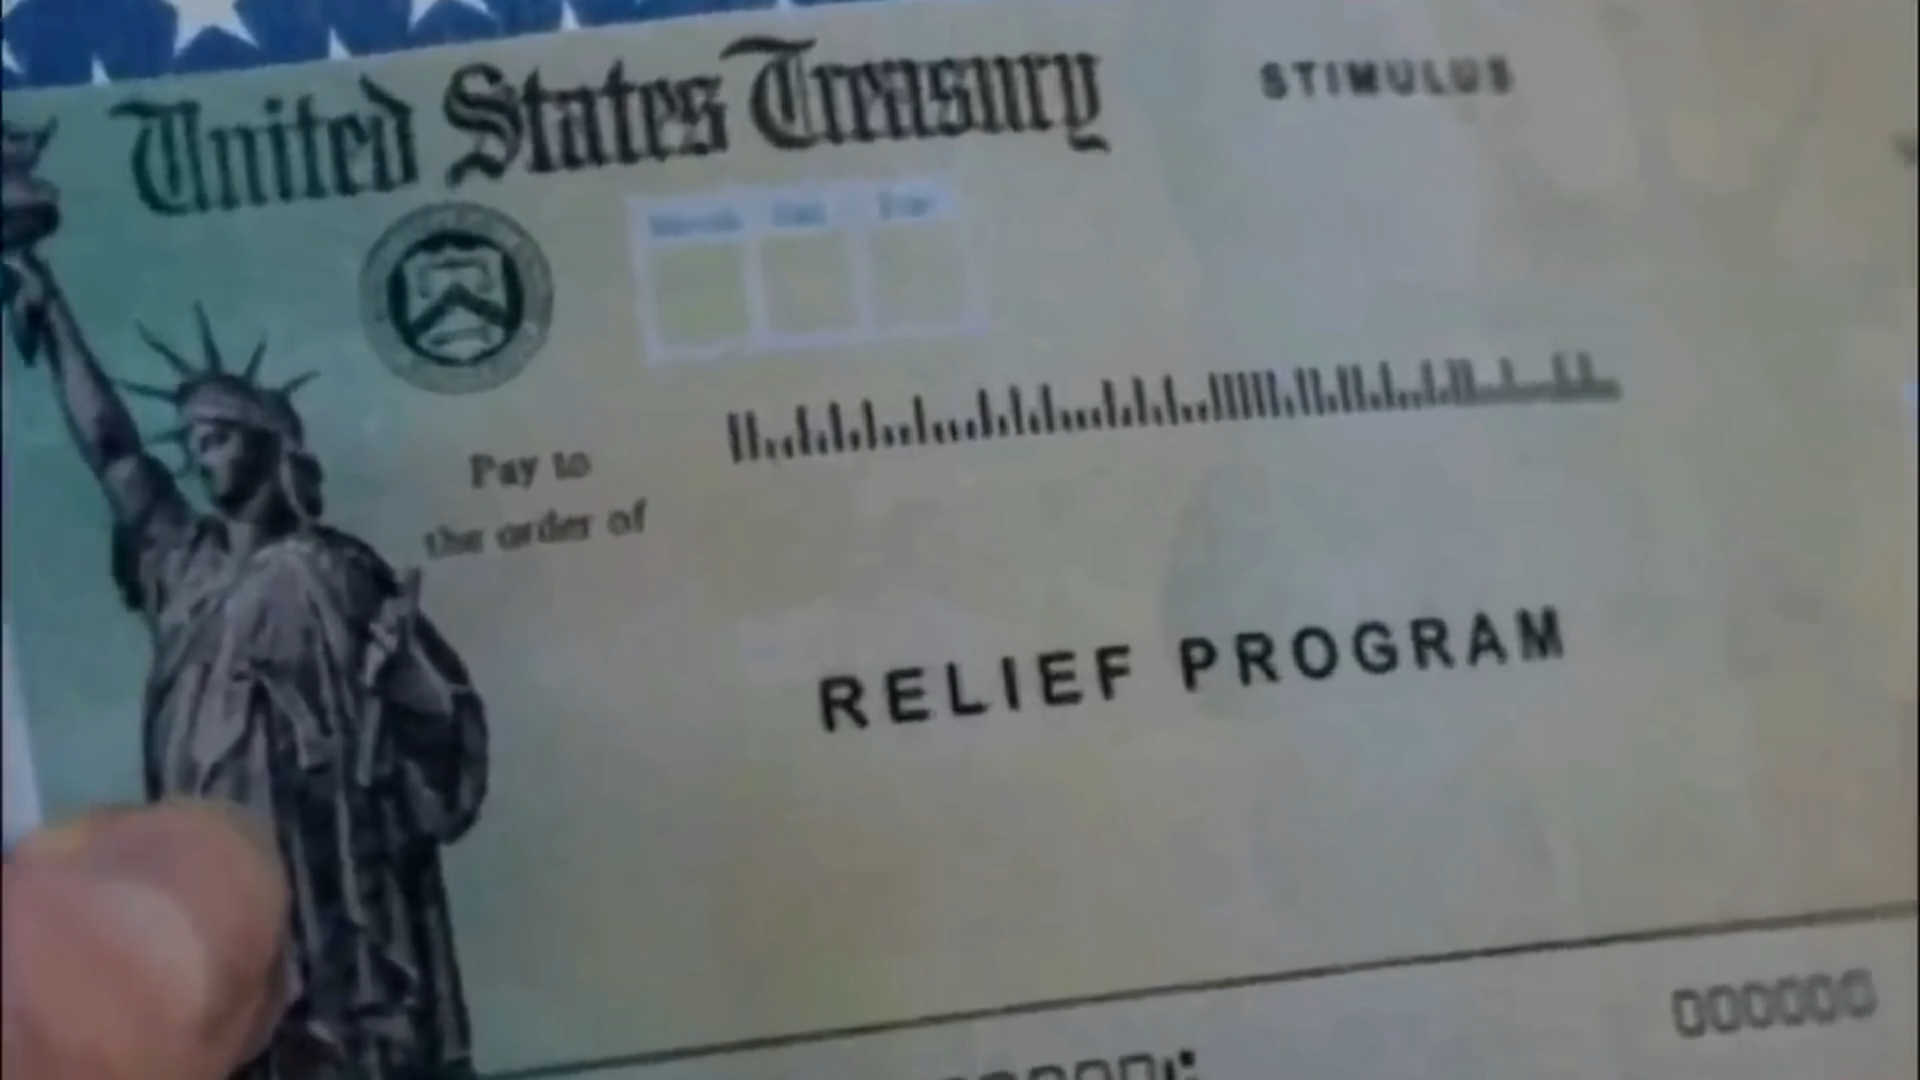 United States Treasury
STIMULUS
Pay to
the order of
RELIEF PROGRAM
000000